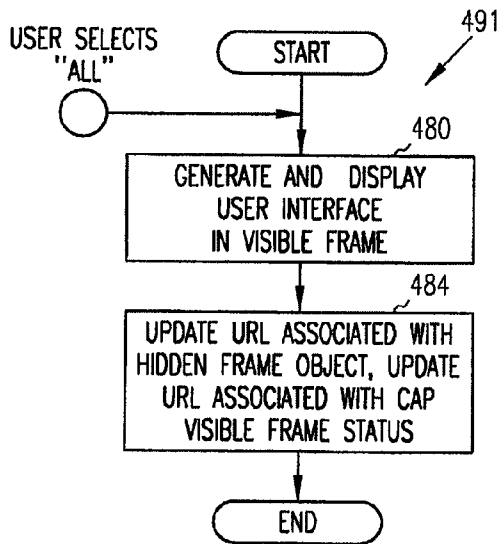 USER SELECTS
"ALL"
START
491
480
GENERATE AND DISPLAY
USER INTERFACE
IN VISIBLE FRAME
484
UPDATE URL ASSOCIATED WITH
HIDDEN FRAME OBJECT, UPDATE
URL ASSOCIATED WITH CAP
VISIBLE FRAME STATUS
END